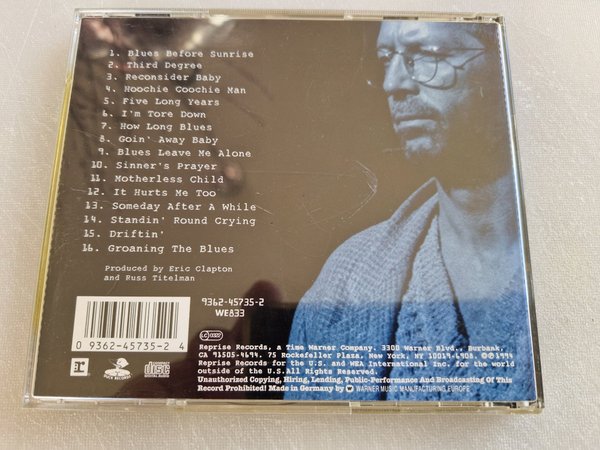 1. Blues Before Sunrise
2. Third Degree
3. Reconsider Baby
4. Hoochie Coochie Man
5. Five Long Years
6. I'm Tore Down
7. How Long Blues
8. Goin' Away Baby
9. Blues Leave Me Alone
10. Sinner's Prayer
11. Motherless Child
12. It Hurts Me Too
13. Someday After A While
14. Standin' Round Crying
15. Driftin'
16. Groaning The Blues
Produced by Eric Clapton
and Russ Titelman
9362-45735-2
WE833
0 9362-45735-2 4
LC
r
DUCK RECORDS
COMPACT
disc
DIGITAL AUDIO
Reprise Records, a Time Warner Company. 3300 Warner Blvd., Burbank,
CA 91505-4694. 75 Rockefeller Plaza, New York, NY 10019-6908. ©℗1994
Reprise Records for the U.S. and WEA International Inc. for the world
outside of the U.S. All Rights Reserved.
Unauthorized Copying, Hiring, Lending, Public-Performance And Broadcasting Of This
Record Prohibited! Made in Germany by WARNER MUSIC MANUFACTURING EUROPE